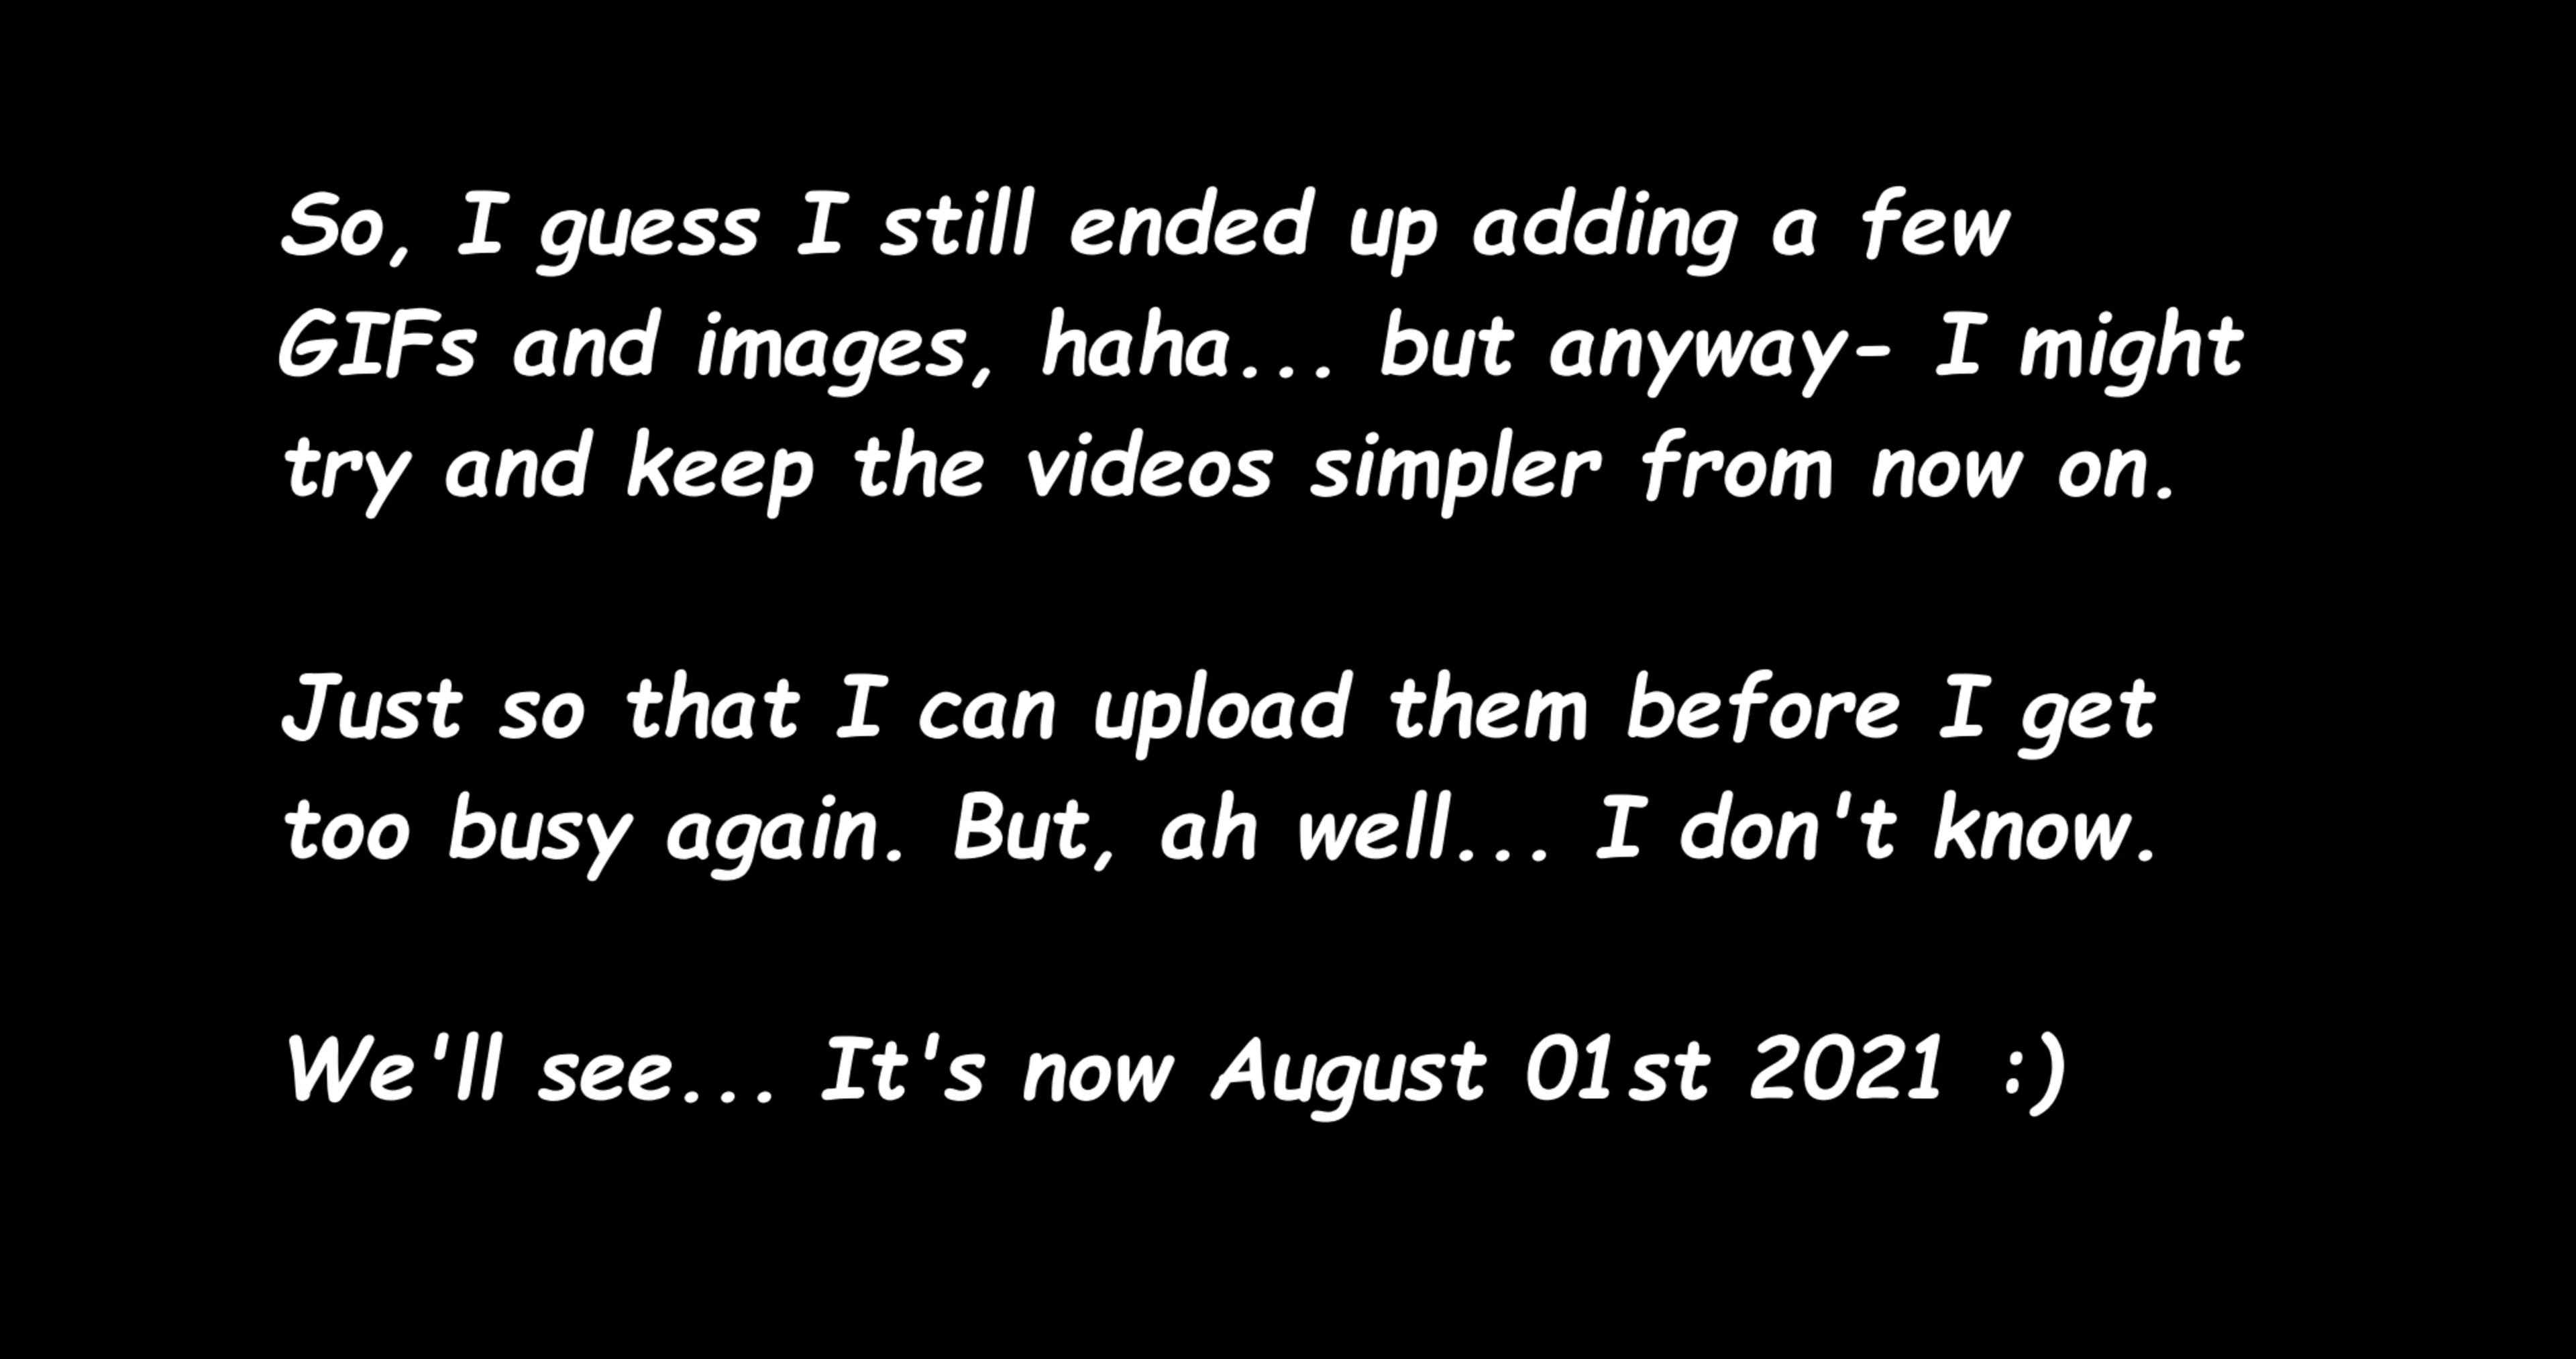 So, I guess I still ended up adding a few
GIFs and images, haha... but anyway- I might
try and keep the videos simpler from now on.
Just so that I can upload them before I get
too busy again. But, ah well... I don't know.
We'll see... It's now August 01st 2021 :)